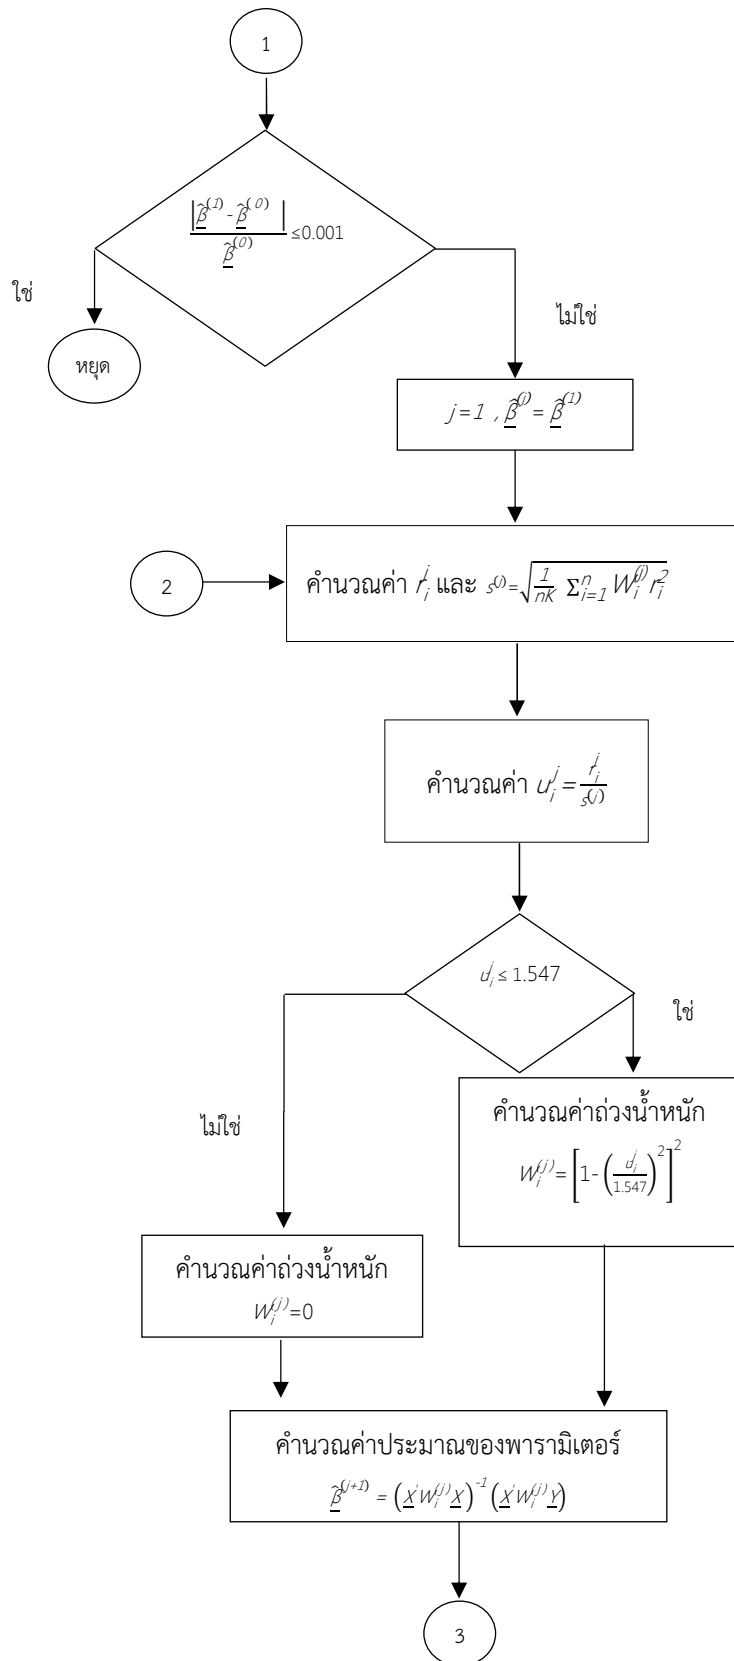 1
|β̂^(1) - β̂^(0)| / β̂^(0) ≤0.001
ใช่
ไม่ใช่
หยุด
j=1 , β̂^(j) = β̂^(1)
2
คำนวณค่า r_i^j และ s^(j)=√(1/nK Σ_{i=1}^{n} W_i^(j) r_i^2)
คำนวณค่า u_i^j = r_i^j / s^(j)
u_i^j ≤ 1.547
ใช่
ไม่ใช่
คำนวณค่าถ่วงน้ำหนัก
W_i^(j) = [1-(u_i^j/1.547)^2]^2
คำนวณค่าถ่วงน้ำหนัก
W_i^(j)=0
คำนวณค่าประมาณของพารามิเตอร์
β̂^(j+1) = (X'W_i^(j)X)^-1 (X'W_i^(j)Y)
3